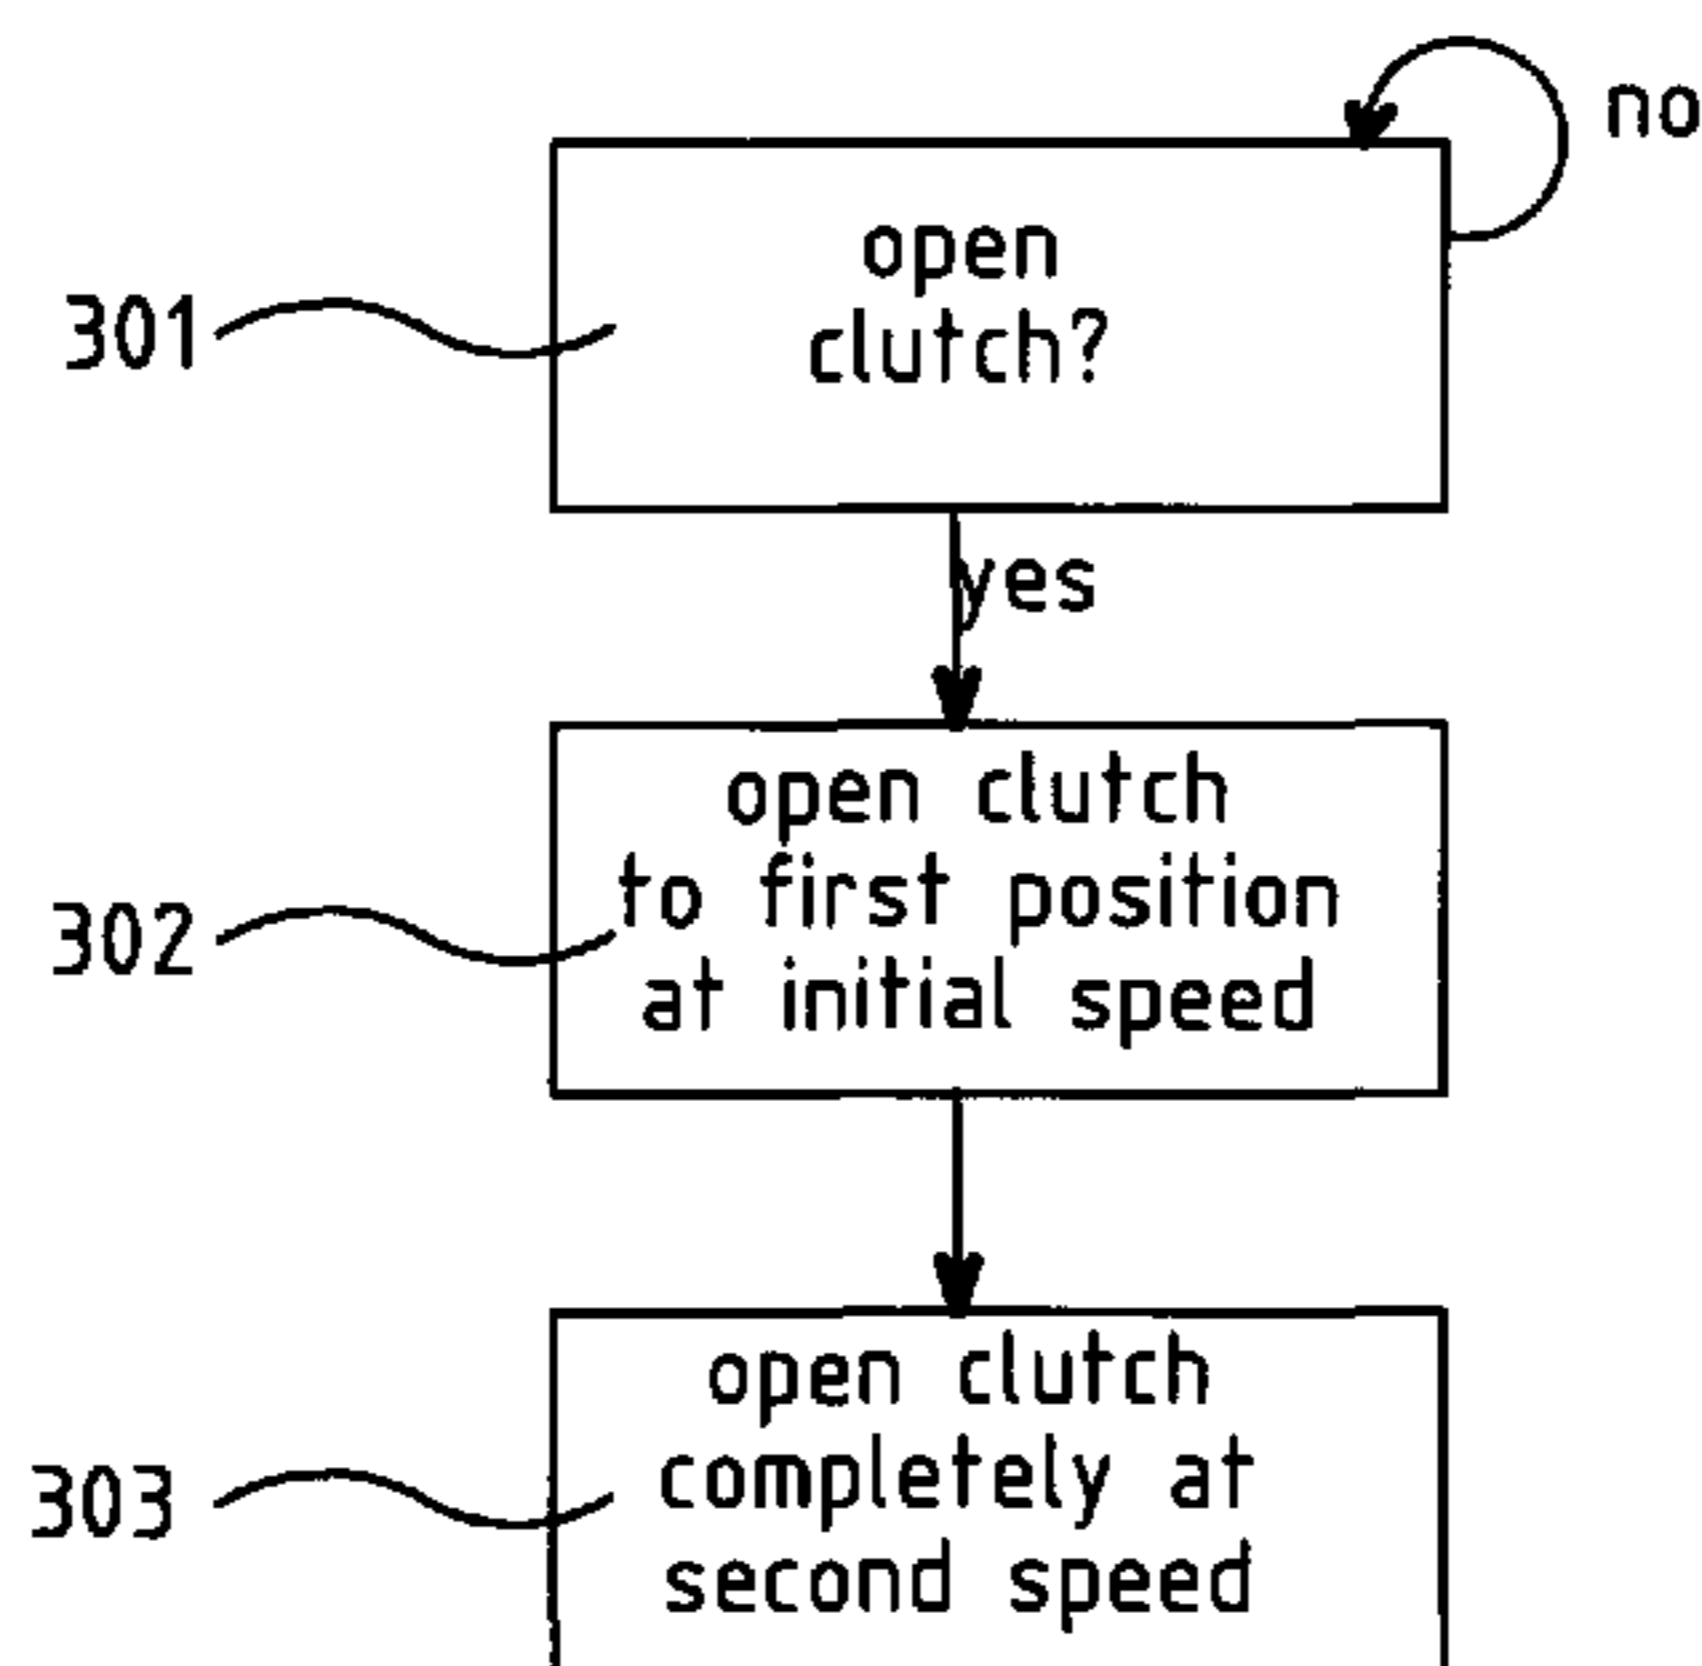 no
open
clutch?
301
yes
open clutch
to first position
at initial speed
302
open clutch
completely at
second speed
303